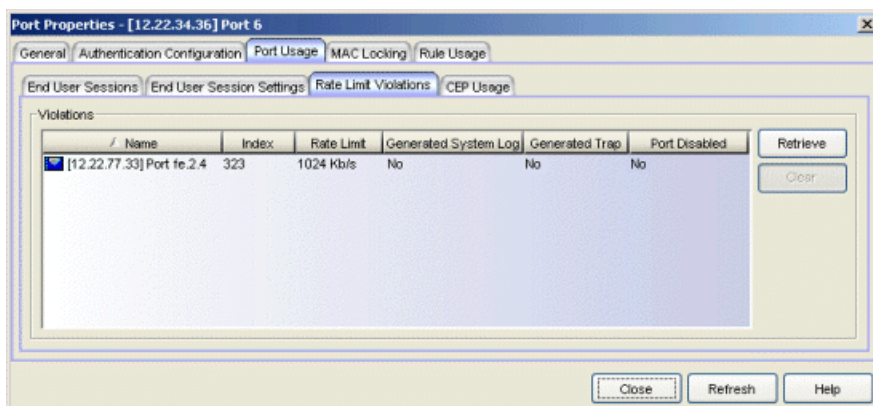 Port Properties - [12.22.34.36] Port 6
General Authentication Configuration Port Usage MAC Locking Rule Usage
End User Sessions End User Session Settings Rate Limit Violations CEP Usage
Violations
Name Index Rate Limit Generated System Log Generated Trap Port Disabled
[12.22.77.33] Port fe.2.4 323 1024 Kb/s No No No
Retrieve
Clear
Close Refresh Help